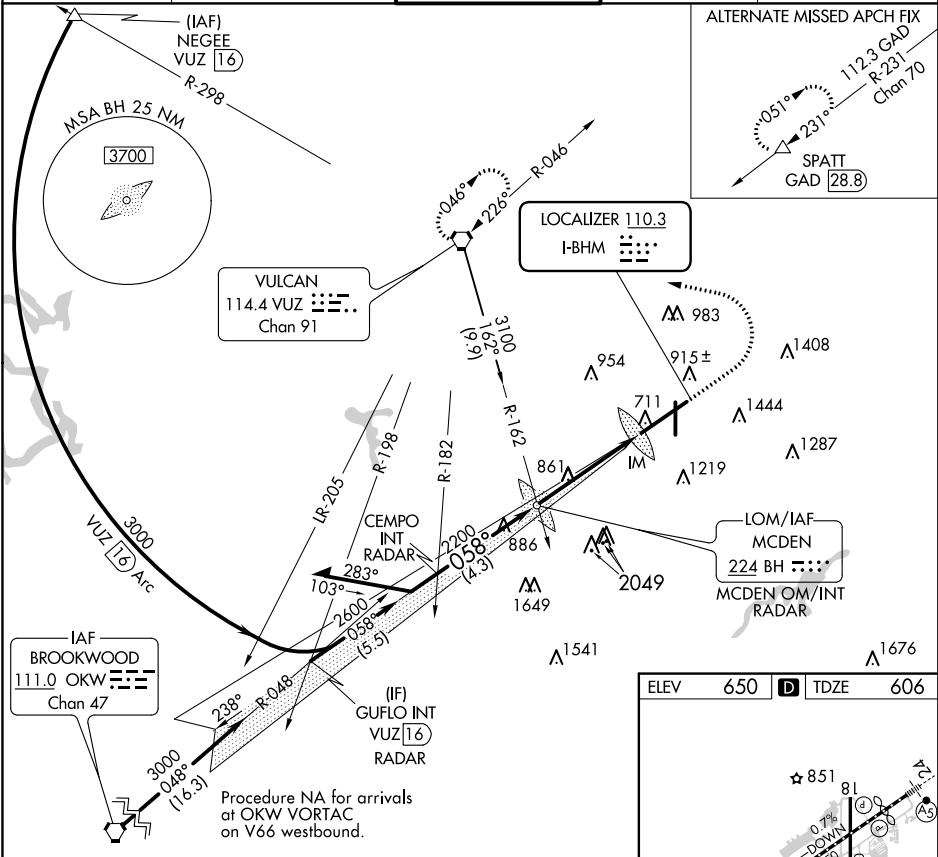 (IAF)
NEGEE
VUZ 16
R-298
MSA BH 25 NM
3700
ALTERNATE MISSED APCH FIX
112.3 GAD
R-231
Chan 70
051°
231°
SPATT
GAD 28.8
R-046
046°
226°
LOCALIZER 110.3
I-BHM
VULCAN
114.4 VUZ
Chan 91
3100
162°
(9.9)
R-162
983
954
915±
1408
711
1444
1287
IM
1219
861
LR-205
R-198
R-182
CEMPO
INT
RADAR
2200
058°
(4.3)
886
2049
LOM/IAF
MCDEN
224 BH
MCDEN OM/INT
RADAR
3000
VUZ 16 Arc
283°
103°
2600
058°
(5.5)
1649
1541
1676
IAF
BROOKWOOD
111.0 OKW
Chan 47
238°
R-048
(IF)
GUFLO INT
VUZ 16
RADAR
3000
048°
(16.3)
Procedure NA for arrivals
at OKW VORTAC
on V66 westbound.
ELEV 650 D TDZE 606
851
18
24
0.7%
DOWN
P
P
A5